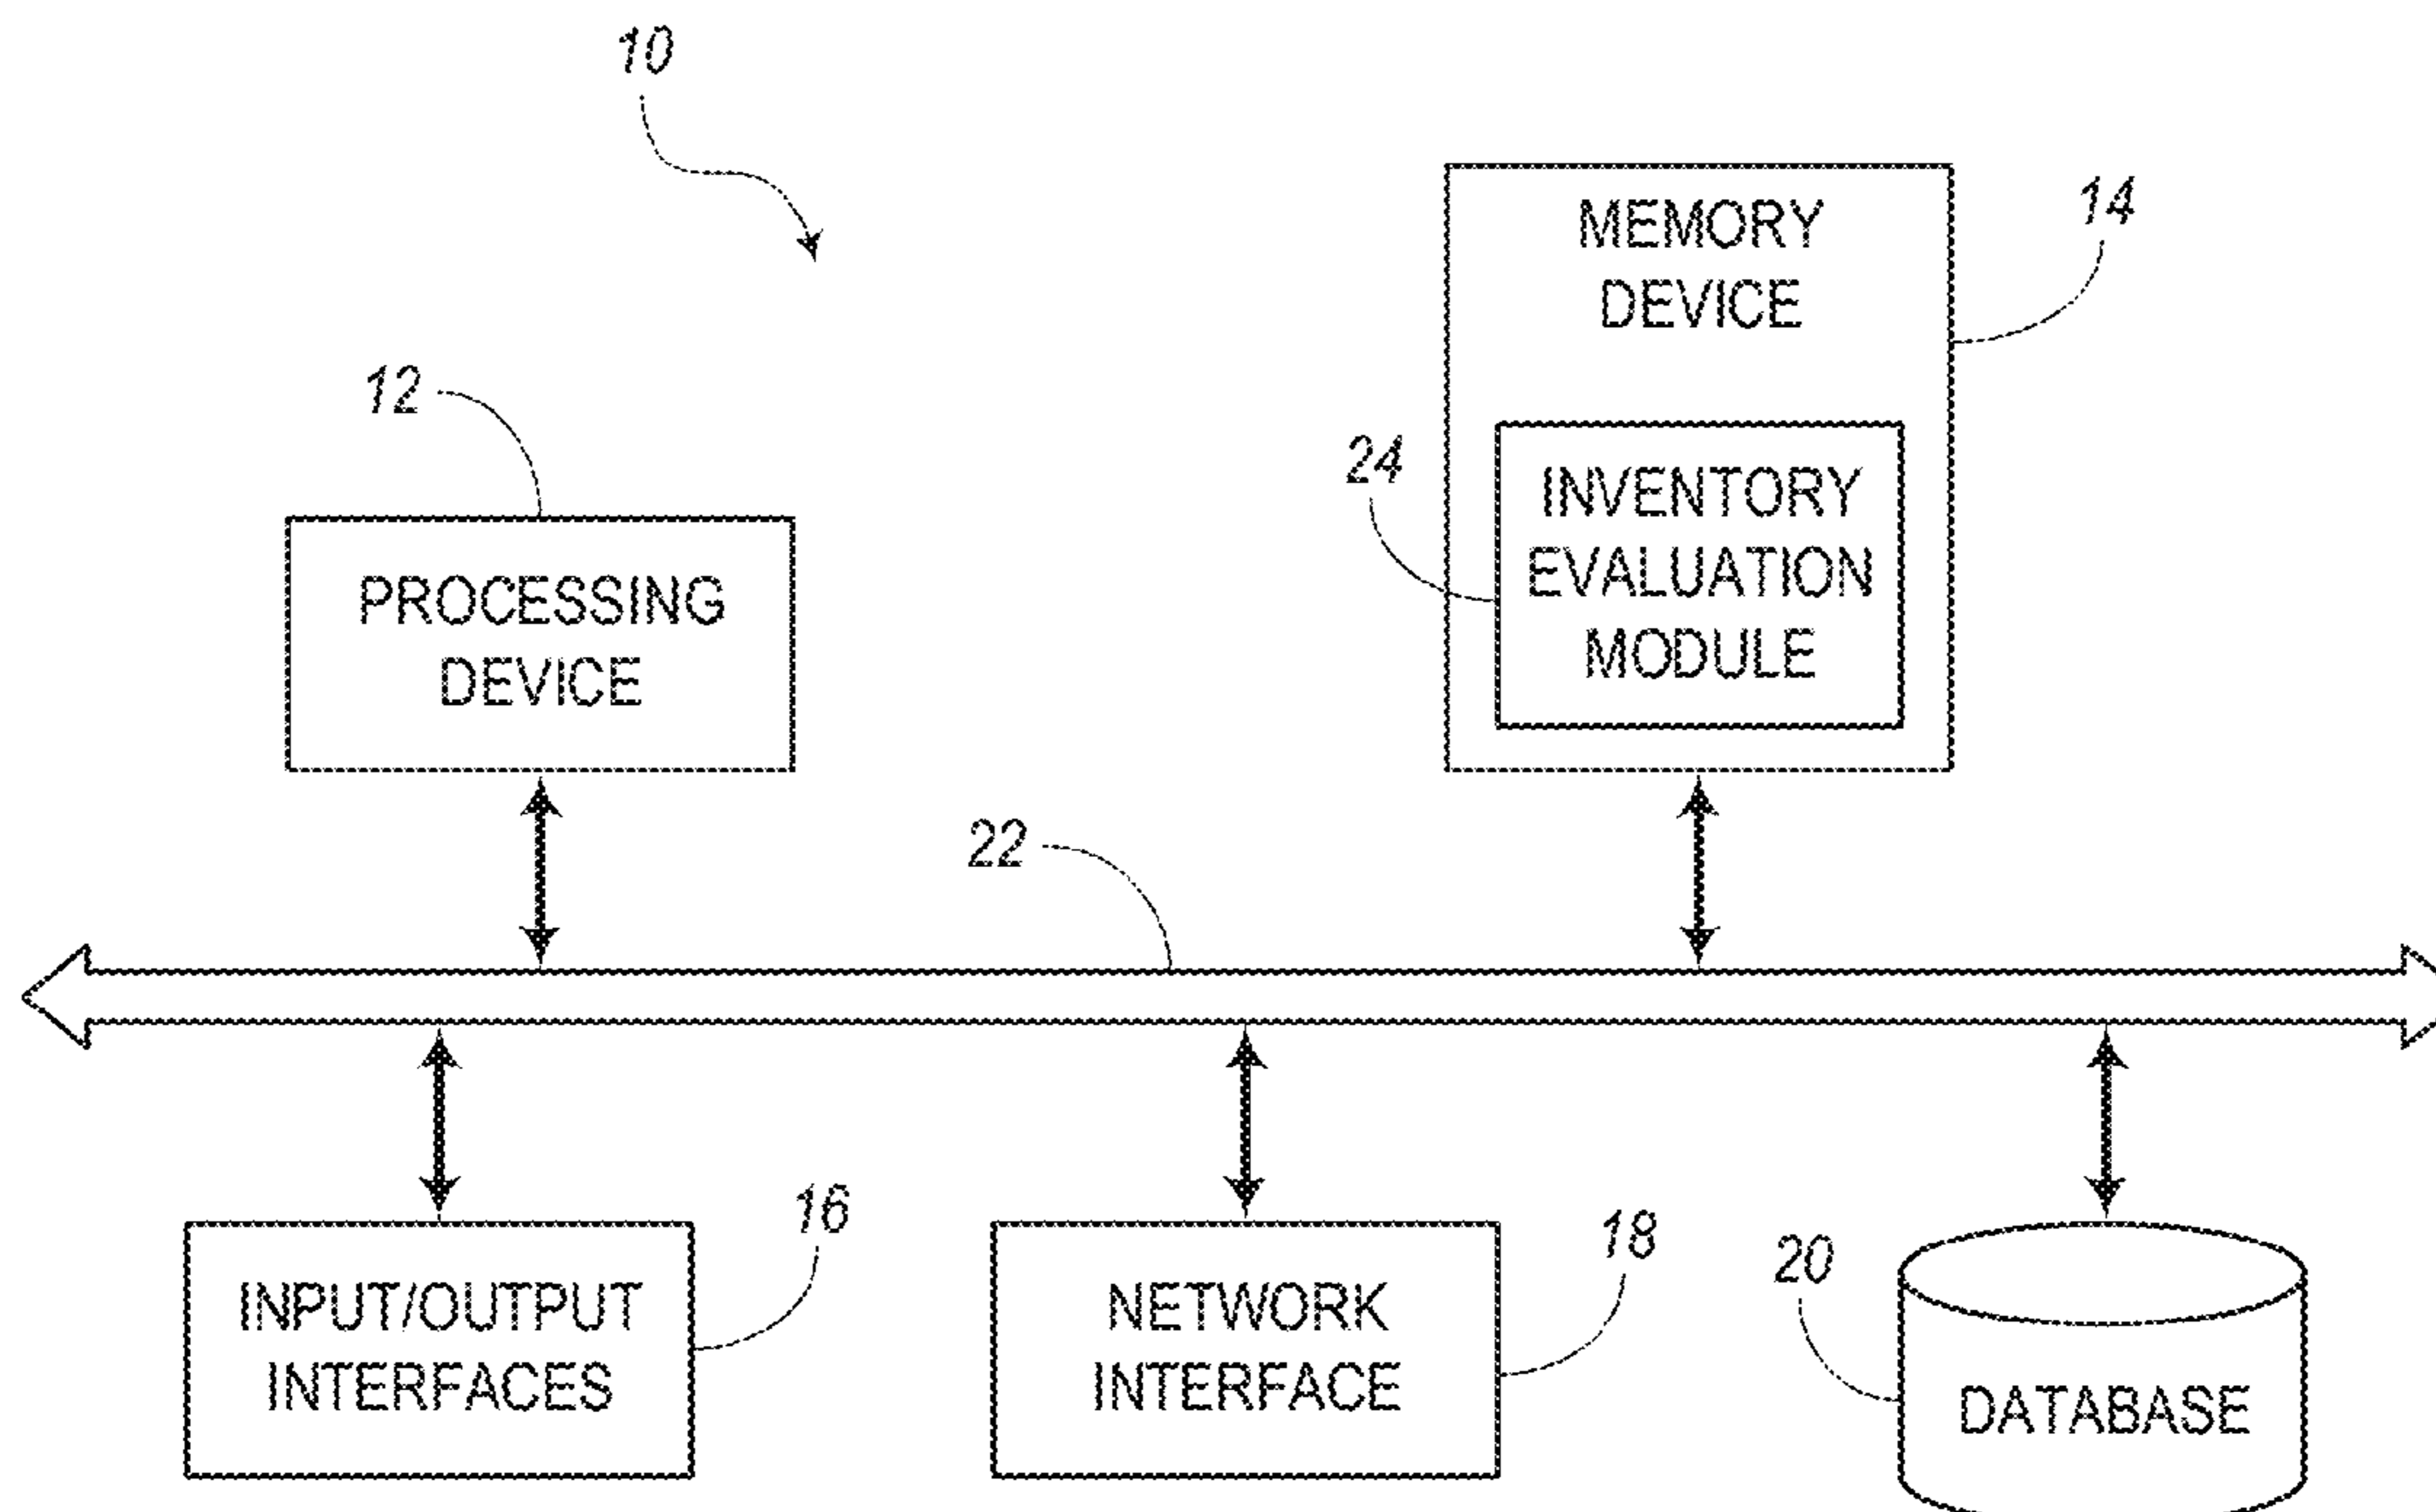 10
14
MEMORY
DEVICE
12
24
INVENTORY
EVALUATION
MODULE
PROCESSING
DEVICE
22
16
18
20
INPUT/OUTPUT
INTERFACES
NETWORK
INTERFACE
DATABASE